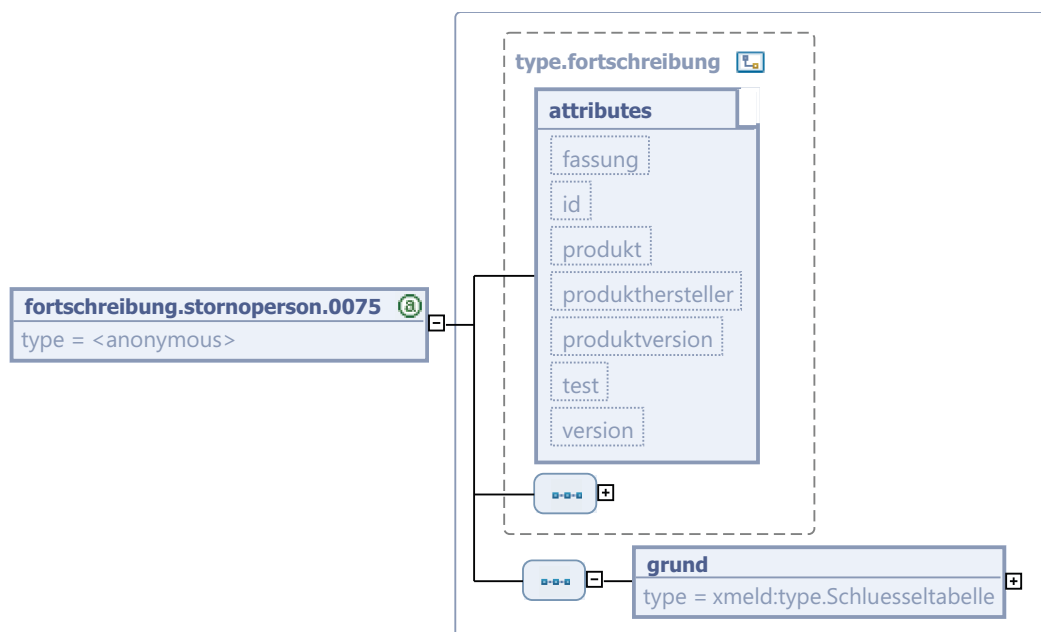 type.fortschreibung
attributes
fassung
id
produkt
produkthersteller
produktversion
test
version
fortschreibung.stornoperson.0075 a
type = <anonymous>
grund
type = xmeld:type.Schluesseltabelle